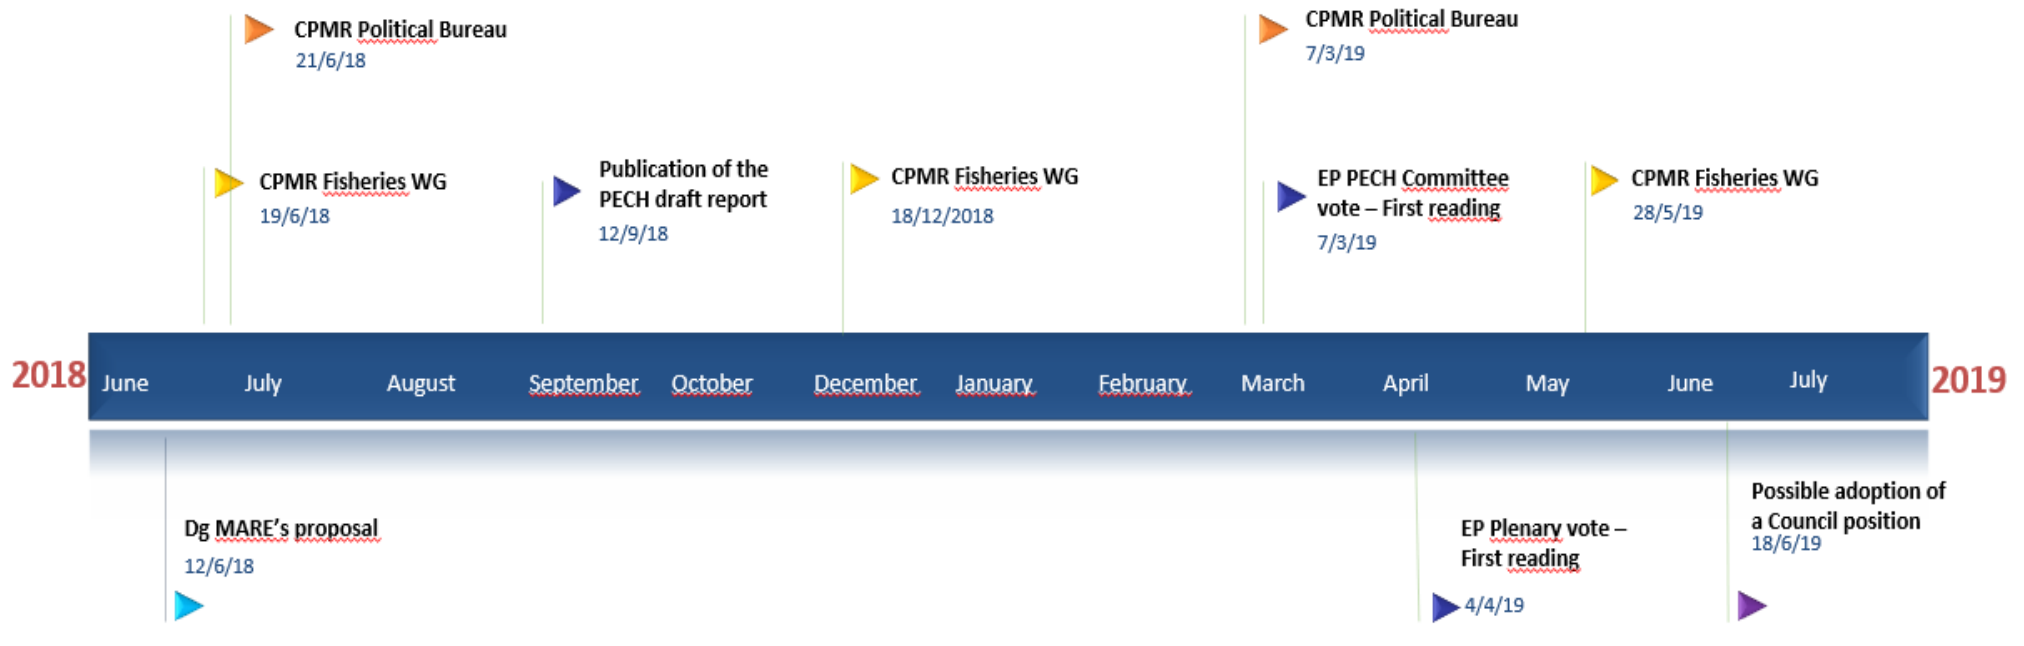 CPMR Political Bureau
21/6/18
CPMR Political Bureau
7/3/19
CPMR Fisheries WG
19/6/18
Publication of the
PECH draft report
12/9/18
CPMR Fisheries WG
18/12/2018
EP PECH Committee
vote – First reading
7/3/19
CPMR Fisheries WG
28/5/19
2018 June July August September October December January February March April May June July 2019
Dg MARE's proposal
12/6/18
EP Plenary vote –
First reading
4/4/19
Possible adoption of
a Council position
18/6/19